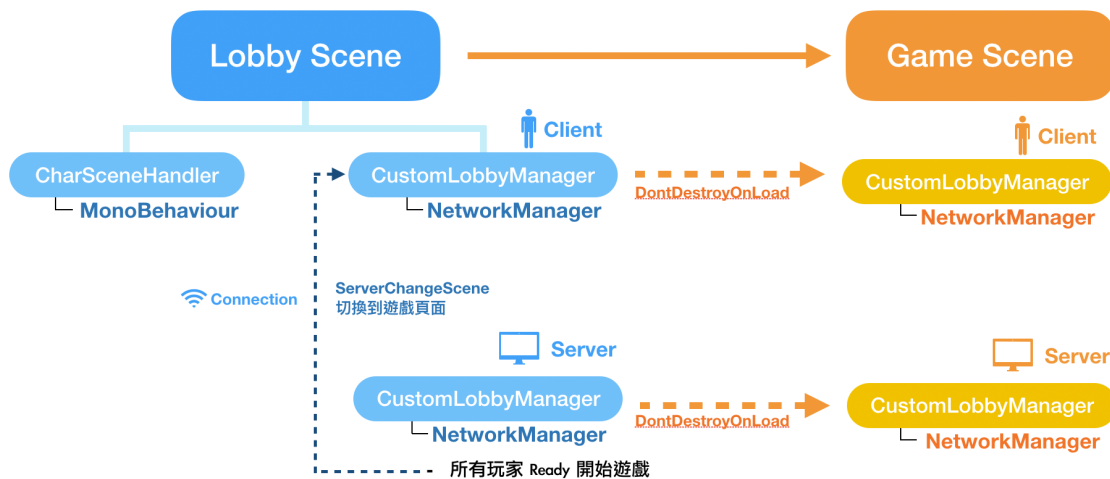 Lobby Scene
Game Scene
Client
Client
CharSceneHandler
CustomLobbyManager
CustomLobbyManager
DontDestroyOnLoad
MonoBehaviour
NetworkManager
NetworkManager
Connection
ServerChangeScene
切換到遊戲頁面
Server
Server
CustomLobbyManager
CustomLobbyManager
DontDestroyOnLoad
NetworkManager
NetworkManager
所有玩家 Ready 開始遊戲